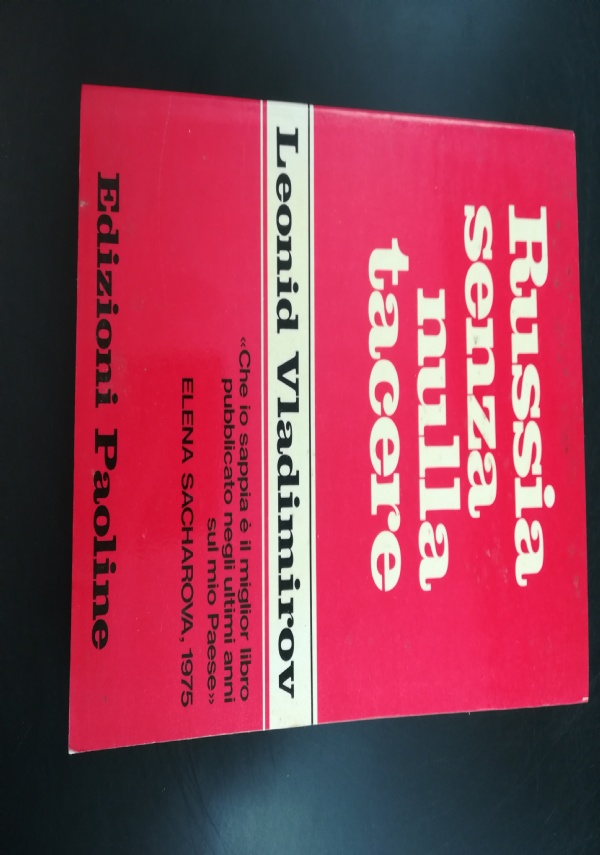 Russia
senza
nulla
tacere
Leonid Vladimirov
«Che io sappia è il miglior libro
pubblicato negli ultimi anni
sul mio Paese»
ELENA SACHAROVA, 1975
Edizioni Paoline